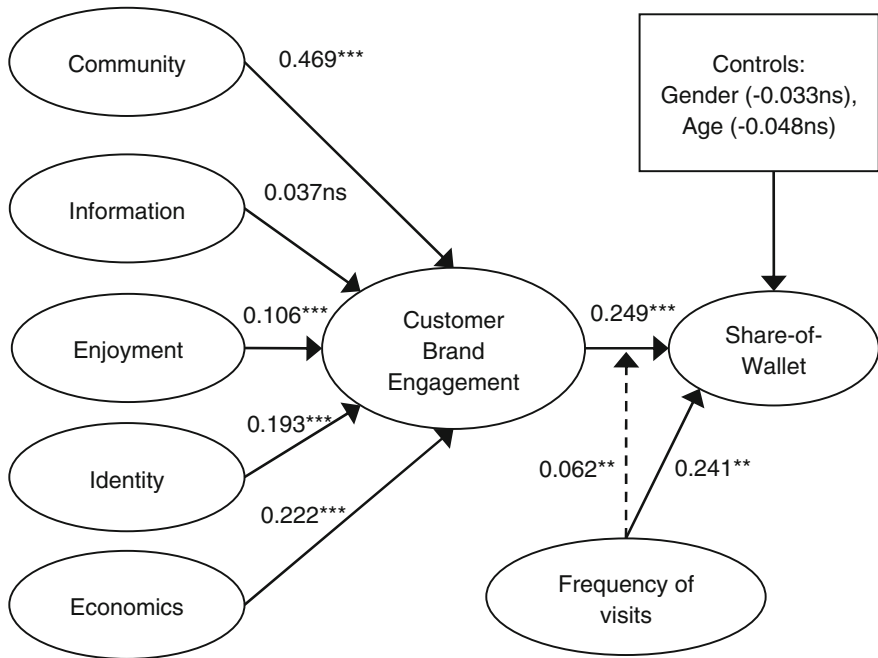 Community
0.469***
Controls:
Gender (-0.033ns),
Age (-0.048ns)
Information
0.037ns
Enjoyment
0.106***
Customer
Brand
Engagement
0.249***
Share-of-
Wallet
Identity
0.193***
0.062**
0.241**
Economics
0.222***
Frequency of
visits